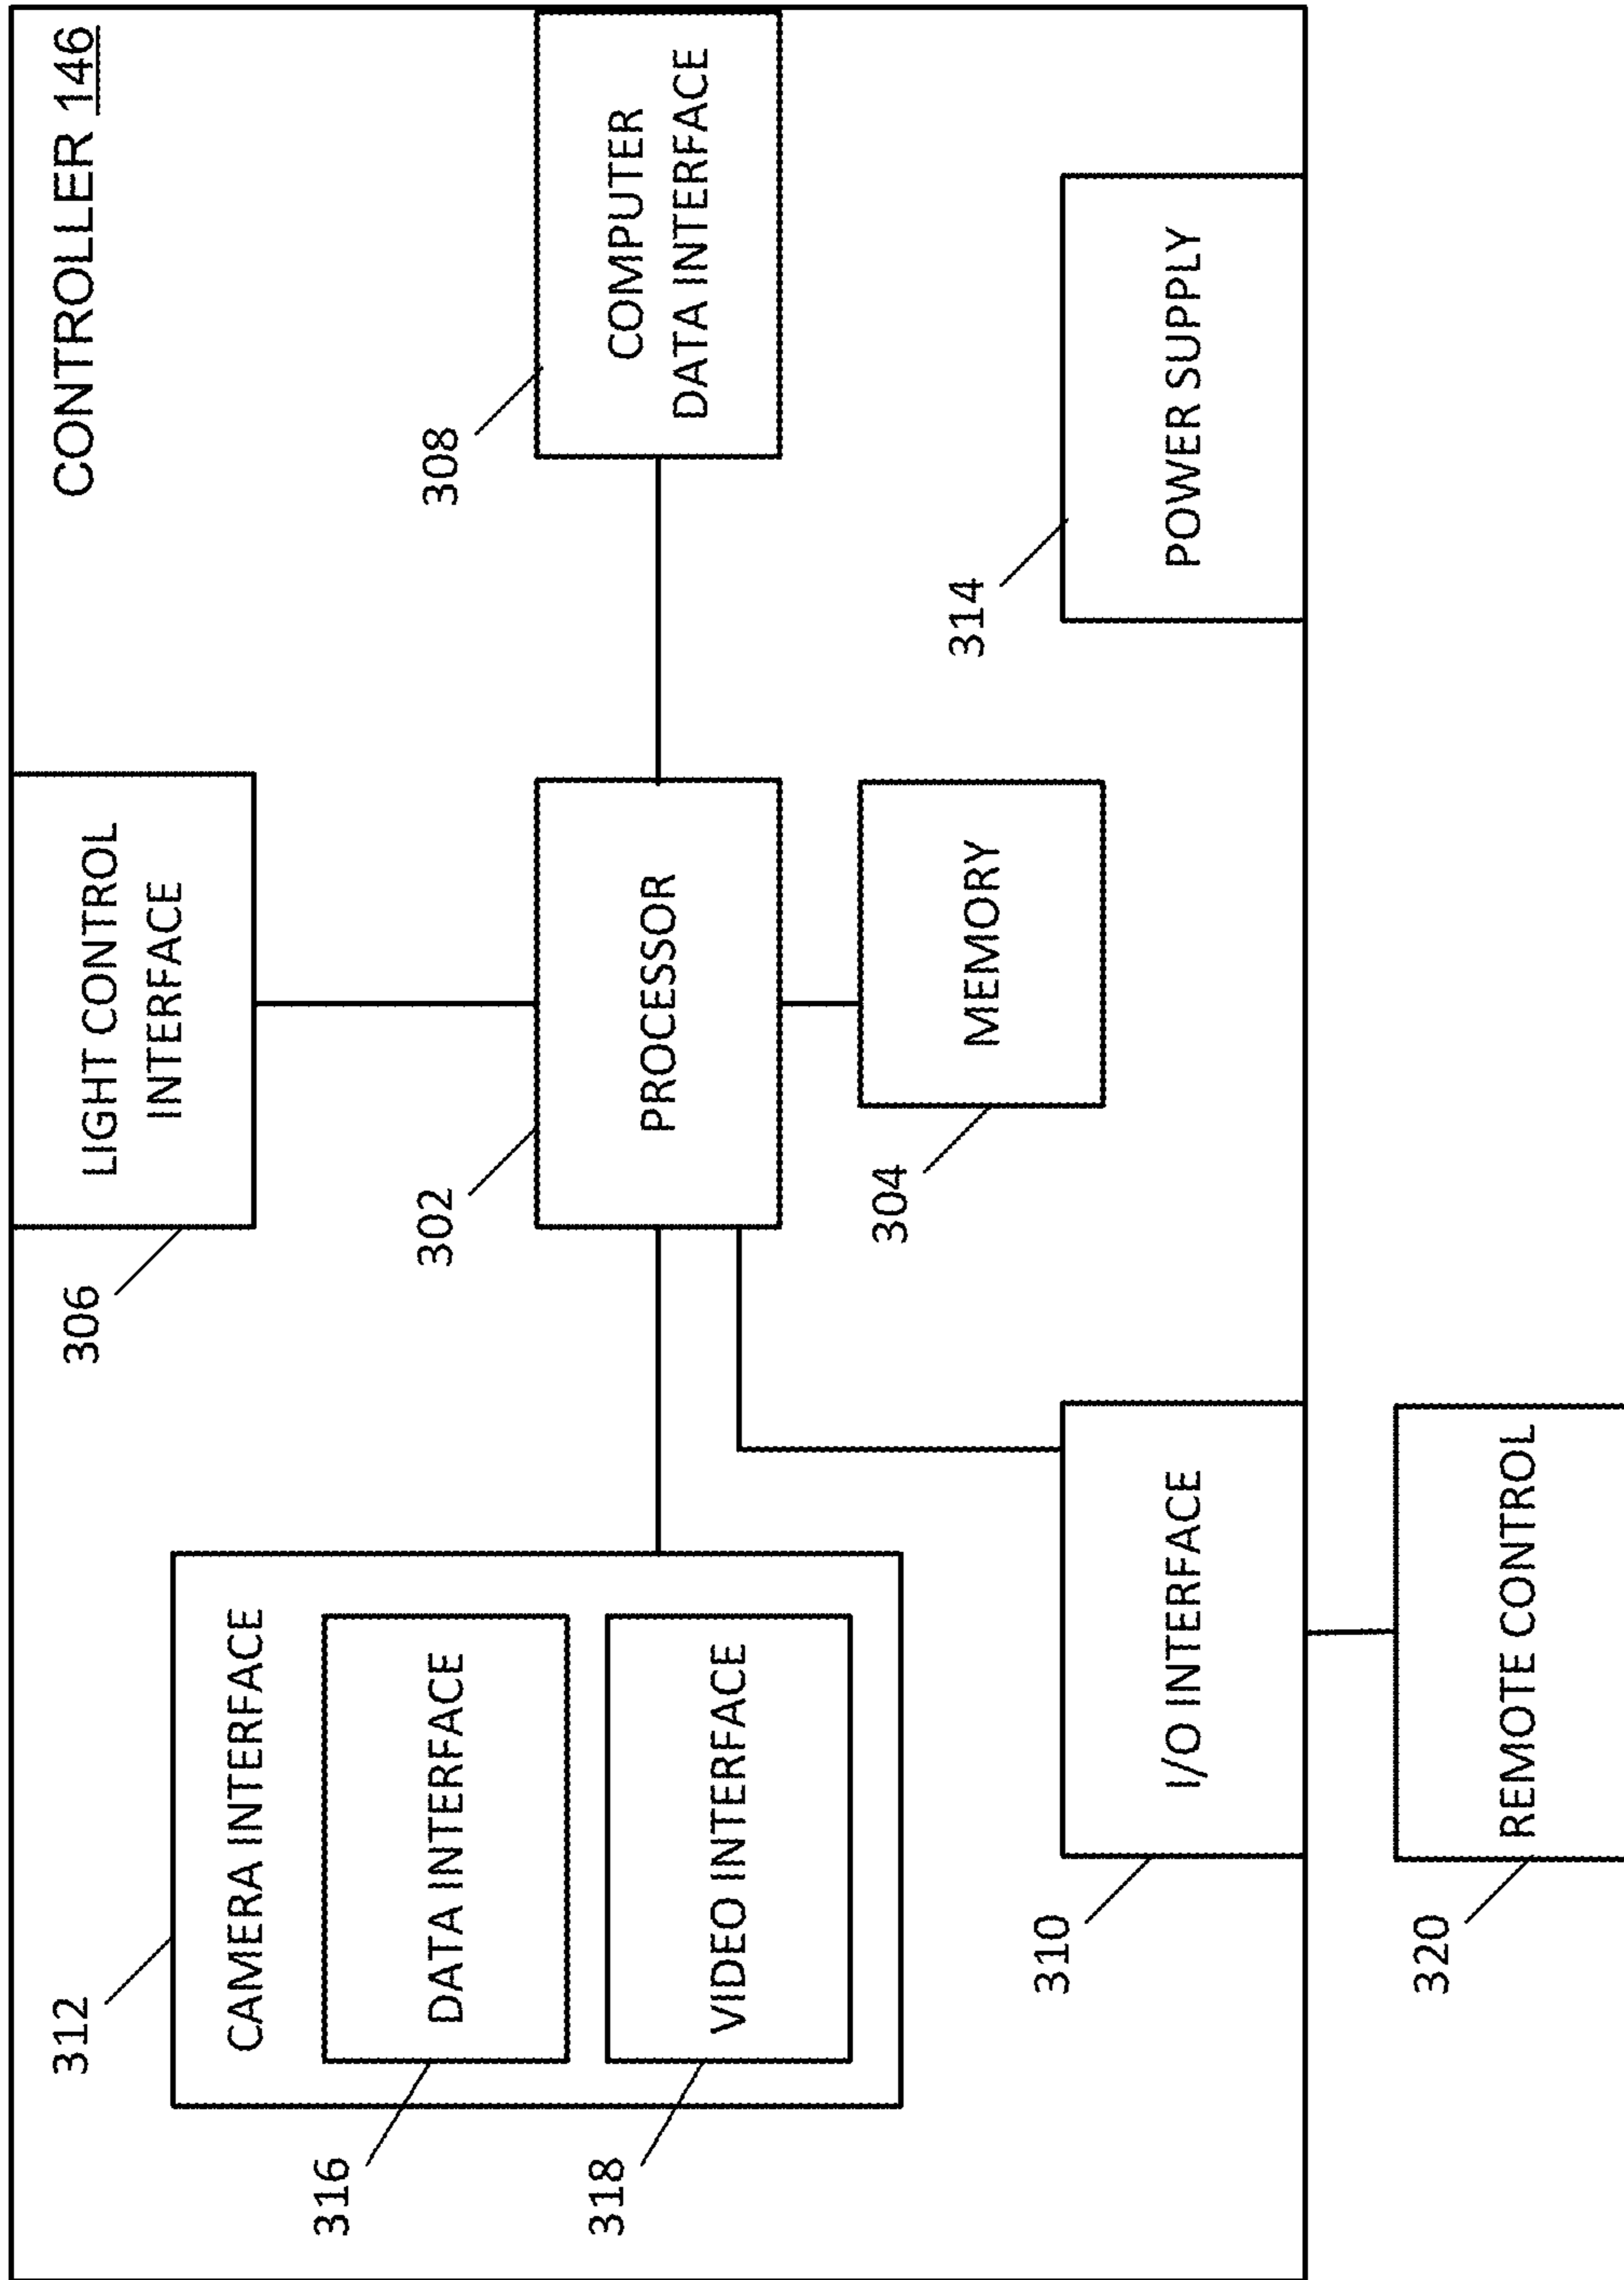 CONTROLLER 146
306
LIGHT CONTROL
INTERFACE
312
CAMERA INTERFACE
316
DATA INTERFACE
318
VIDEO INTERFACE
302
PROCESSOR
308
COMPUTER
DATA INTERFACE
304
MEMORY
310
I/O INTERFACE
314
POWER SUPPLY
320
REMOTE CONTROL